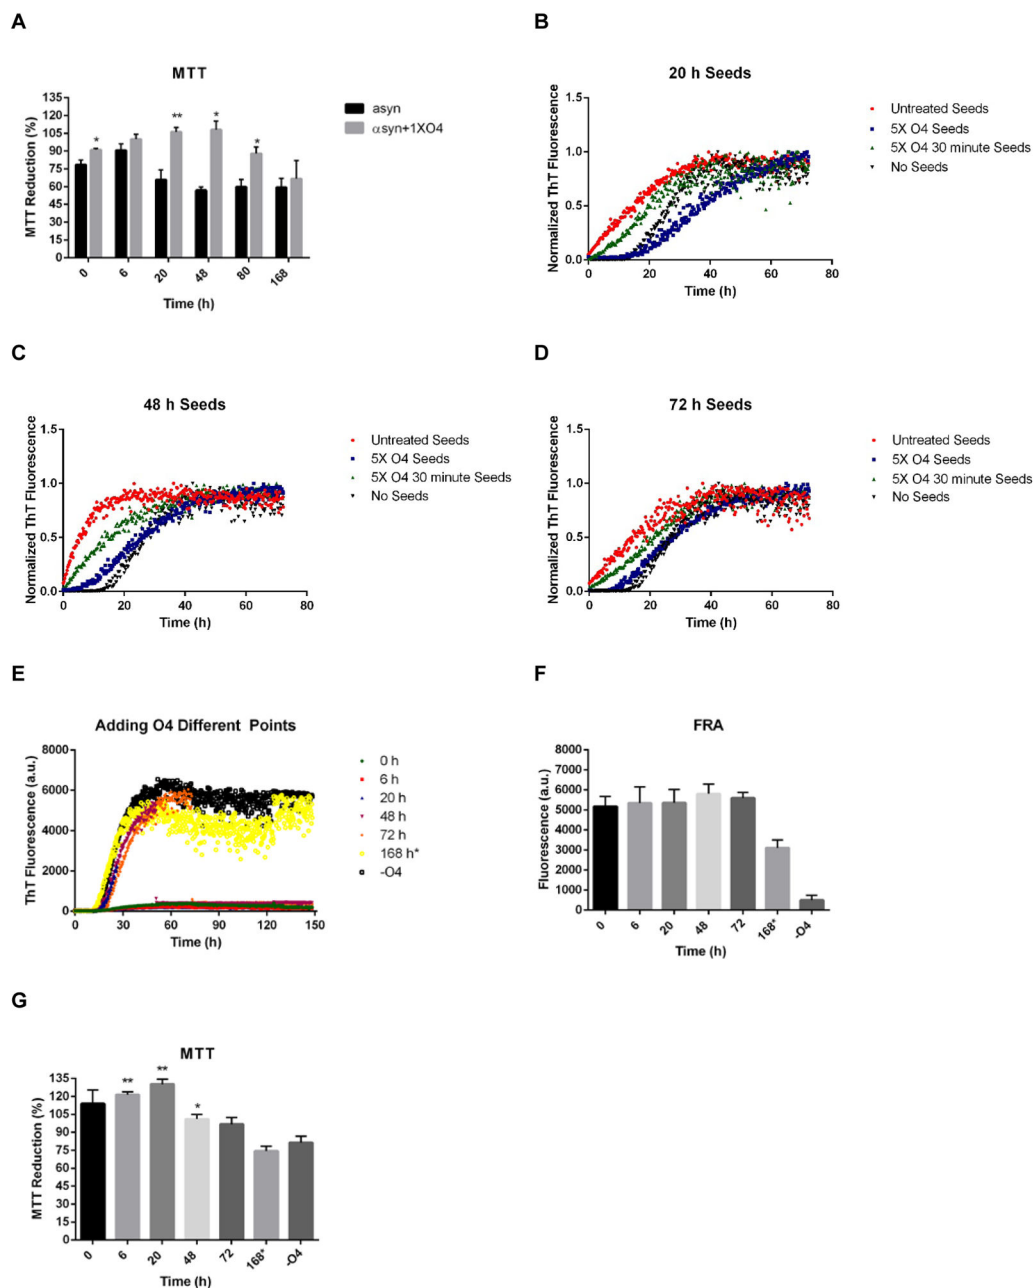 A
MTT
MTT Reduction (%)
135
120
105
90
75
60
45
30
15
0
* ** * *
0 6 20 48 80 168
Time (h)
asyn
αsyn+1XO4
B
20 h Seeds
Normalized ThT Fluorescence
1.5
1.0
0.5
0.0
0 20 40 60 80
Time (h)
Untreated Seeds
5X O4 Seeds
5X O4 30 minute Seeds
No Seeds
C
48 h Seeds
Normalized ThT Fluorescence
1.5
1.0
0.5
0.0
0 20 40 60 80
Time (h)
Untreated Seeds
5X O4 Seeds
5X O4 30 minute Seeds
No Seeds
D
72 h Seeds
Normalized ThT Fluorescence
1.5
1.0
0.5
0.0
0 20 40 60 80
Time (h)
Untreated Seeds
5X O4 Seeds
5X O4 30 minute Seeds
No Seeds
E
Adding O4 Different Points
ThT Fluorescence (a.u.)
8000
6000
4000
2000
0
0 30 60 90 120 150
Time (h)
0 h
6 h
20 h
48 h
72 h
168 h*
-O4
F
FRA
Fluorescence (a.u.)
8000
7000
6000
5000
4000
3000
2000
1000
0
0 6 20 48 72 168* -O4
Time (h)
G
MTT
MTT Reduction (%)
135
120
105
90
75
60
45
30
15
0
** ** *
0 6 20 48 72 168* -O4
Time (h)